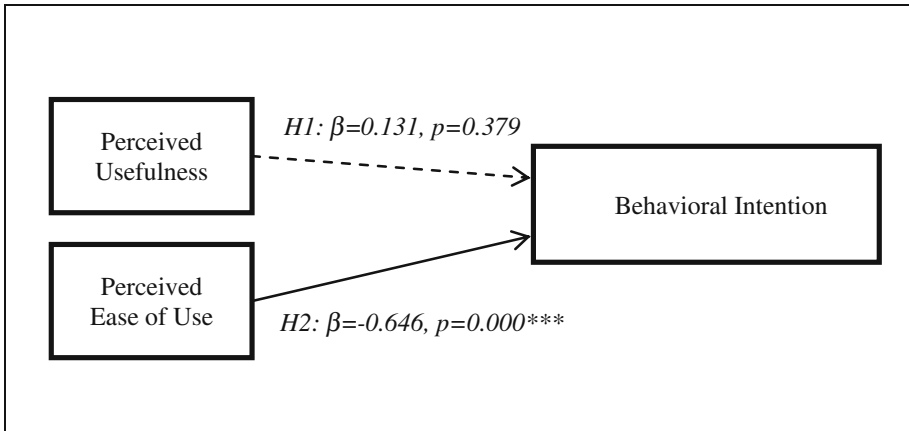 Perceived
Usefulness
H1: β=0.131, p=0.379
Behavioral Intention
Perceived
Ease of Use
H2: β=-0.646, p=0.000***